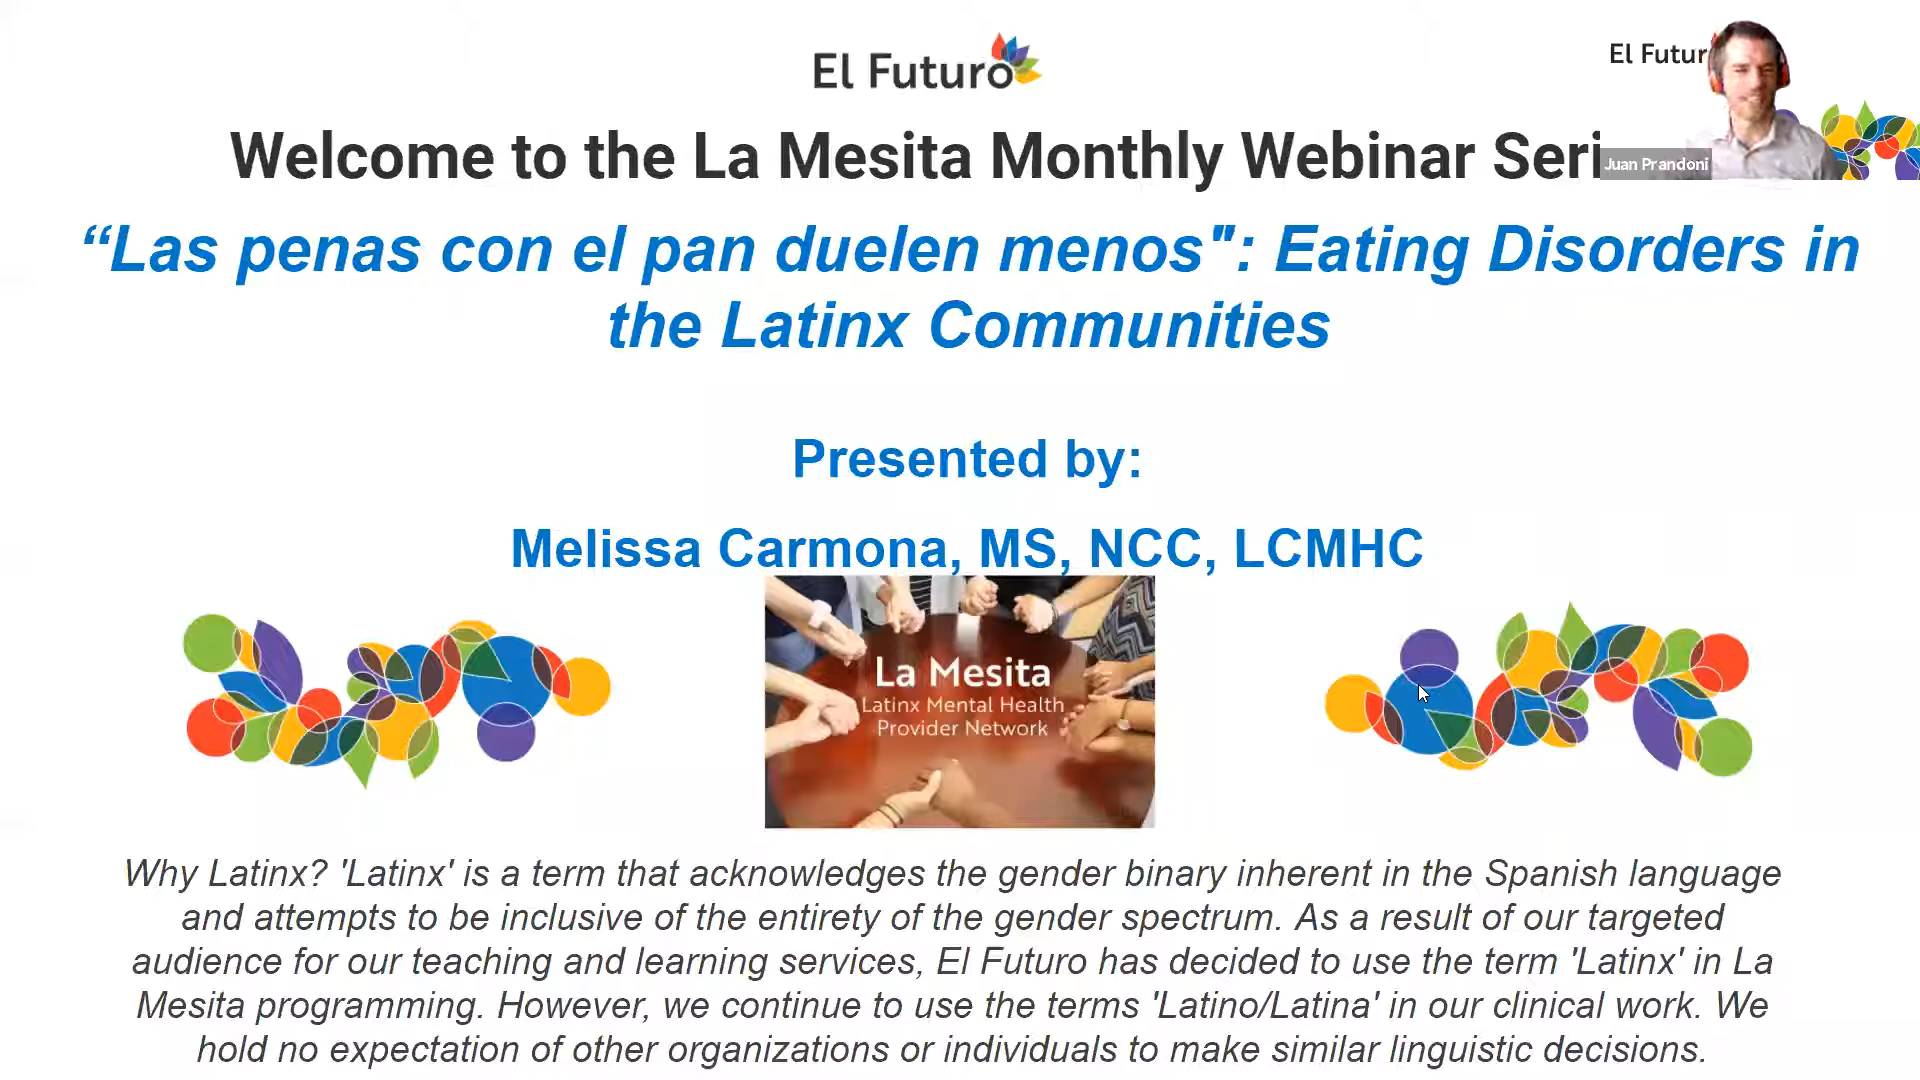 El Futuro
El Futur
Welcome to the La Mesita Monthly Webinar Seri
Juan Prandoni
“Las penas con el pan duelen menos": Eating Disorders in
the Latinx Communities
Presented by:
Melissa Carmona, MS, NCC, LCMHC
La Mesita
Latinx Mental Health
Provider Network
Why Latinx? 'Latinx' is a term that acknowledges the gender binary inherent in the Spanish language
and attempts to be inclusive of the entirety of the gender spectrum. As a result of our targeted
audience for our teaching and learning services, El Futuro has decided to use the term 'Latinx' in La
Mesita programming. However, we continue to use the terms 'Latino/Latina' in our clinical work. We
hold no expectation of other organizations or individuals to make similar linguistic decisions.